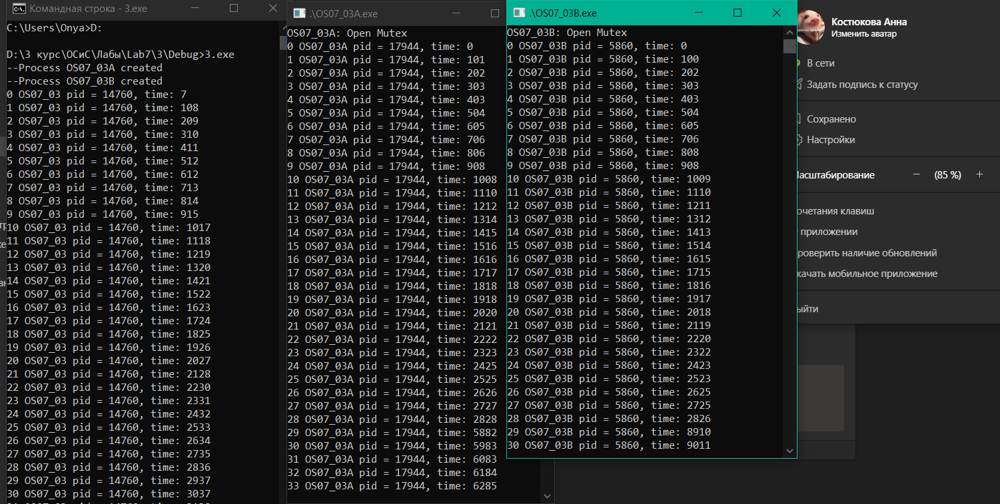 Командная строка - 3.exe
C:\Users\Onya>D:
D:\3 курс\ОСиС\Лабы\Lab7\3\Debug>3.exe
--Process OS07_03A created
--Process OS07_03B created
0 OS07_03 pid = 14760, time: 7
1 OS07_03 pid = 14760, time: 108
2 OS07_03 pid = 14760, time: 209
3 OS07_03 pid = 14760, time: 310
4 OS07_03 pid = 14760, time: 411
5 OS07_03 pid = 14760, time: 512
6 OS07_03 pid = 14760, time: 612
7 OS07_03 pid = 14760, time: 713
8 OS07_03 pid = 14760, time: 814
9 OS07_03 pid = 14760, time: 915
10 OS07_03 pid = 14760, time: 1017
11 OS07_03 pid = 14760, time: 1118
12 OS07_03 pid = 14760, time: 1219
13 OS07_03 pid = 14760, time: 1320
14 OS07_03 pid = 14760, time: 1421
15 OS07_03 pid = 14760, time: 1522
16 OS07_03 pid = 14760, time: 1623
17 OS07_03 pid = 14760, time: 1724
18 OS07_03 pid = 14760, time: 1825
19 OS07_03 pid = 14760, time: 1926
20 OS07_03 pid = 14760, time: 2027
21 OS07_03 pid = 14760, time: 2128
22 OS07_03 pid = 14760, time: 2230
23 OS07_03 pid = 14760, time: 2331
24 OS07_03 pid = 14760, time: 2432
25 OS07_03 pid = 14760, time: 2533
26 OS07_03 pid = 14760, time: 2634
27 OS07_03 pid = 14760, time: 2735
28 OS07_03 pid = 14760, time: 2836
29 OS07_03 pid = 14760, time: 2937
30 OS07_03 pid = 14760, time: 3037
.\OS07_03A.exe
OS07_03A: Open Mutex
0 OS07_03A pid = 17944, time: 0
1 OS07_03A pid = 17944, time: 101
2 OS07_03A pid = 17944, time: 202
3 OS07_03A pid = 17944, time: 303
4 OS07_03A pid = 17944, time: 403
5 OS07_03A pid = 17944, time: 504
6 OS07_03A pid = 17944, time: 605
7 OS07_03A pid = 17944, time: 706
8 OS07_03A pid = 17944, time: 806
9 OS07_03A pid = 17944, time: 908
10 OS07_03A pid = 17944, time: 1008
11 OS07_03A pid = 17944, time: 1110
12 OS07_03A pid = 17944, time: 1212
13 OS07_03A pid = 17944, time: 1314
14 OS07_03A pid = 17944, time: 1415
15 OS07_03A pid = 17944, time: 1516
16 OS07_03A pid = 17944, time: 1616
17 OS07_03A pid = 17944, time: 1717
18 OS07_03A pid = 17944, time: 1818
19 OS07_03A pid = 17944, time: 1918
20 OS07_03A pid = 17944, time: 2020
21 OS07_03A pid = 17944, time: 2121
22 OS07_03A pid = 17944, time: 2222
23 OS07_03A pid = 17944, time: 2323
24 OS07_03A pid = 17944, time: 2425
25 OS07_03A pid = 17944, time: 2525
26 OS07_03A pid = 17944, time: 2626
27 OS07_03A pid = 17944, time: 2727
28 OS07_03A pid = 17944, time: 2828
29 OS07_03A pid = 17944, time: 5882
30 OS07_03A pid = 17944, time: 5983
31 OS07_03A pid = 17944, time: 6083
32 OS07_03A pid = 17944, time: 6184
33 OS07_03A pid = 17944, time: 6285
.\OS07_03B.exe
OS07_03B: Open Mutex
0 OS07_03B pid = 5860, time: 0
1 OS07_03B pid = 5860, time: 100
2 OS07_03B pid = 5860, time: 202
3 OS07_03B pid = 5860, time: 303
4 OS07_03B pid = 5860, time: 403
5 OS07_03B pid = 5860, time: 504
6 OS07_03B pid = 5860, time: 605
7 OS07_03B pid = 5860, time: 706
8 OS07_03B pid = 5860, time: 808
9 OS07_03B pid = 5860, time: 908
10 OS07_03B pid = 5860, time: 1009
11 OS07_03B pid = 5860, time: 1110
12 OS07_03B pid = 5860, time: 1211
13 OS07_03B pid = 5860, time: 1312
14 OS07_03B pid = 5860, time: 1413
15 OS07_03B pid = 5860, time: 1514
16 OS07_03B pid = 5860, time: 1615
17 OS07_03B pid = 5860, time: 1715
18 OS07_03B pid = 5860, time: 1816
19 OS07_03B pid = 5860, time: 1917
20 OS07_03B pid = 5860, time: 2018
21 OS07_03B pid = 5860, time: 2119
22 OS07_03B pid = 5860, time: 2220
23 OS07_03B pid = 5860, time: 2322
24 OS07_03B pid = 5860, time: 2423
25 OS07_03B pid = 5860, time: 2523
26 OS07_03B pid = 5860, time: 2625
27 OS07_03B pid = 5860, time: 2725
28 OS07_03B pid = 5860, time: 2826
29 OS07_03B pid = 5860, time: 8910
30 OS07_03B pid = 5860, time: 9011
Костюкова Анна
Изменить аватар
В сети
Задать подпись к статусу
Сохранено
Настройки
асштабирование — (85 %) +
очетания клавиш
приложении
роверить наличие обновлений
качать мобильное приложение
ыйти